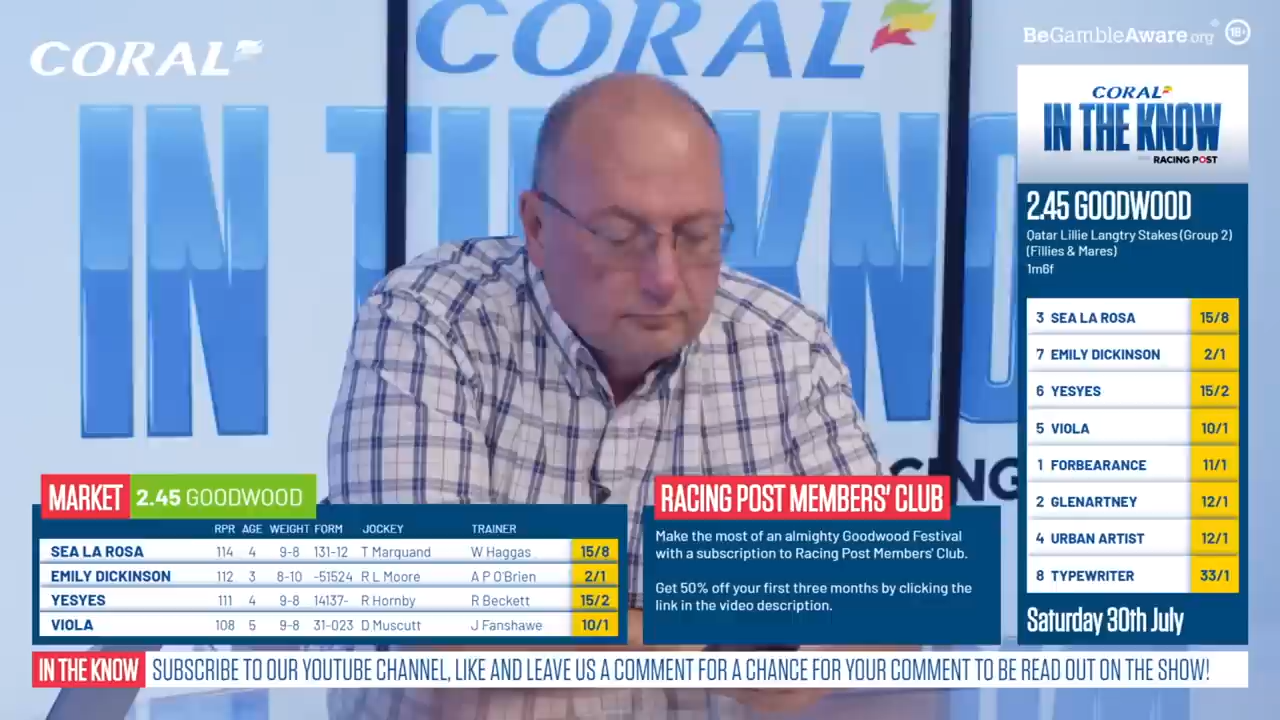 CORAL
CORAL
IN THE KNO
CING
BeGambleAware.org 18+
CORAL
IN THE KNOW
RACING POST
2.45 GOODWOOD
Qatar Lillie Langtry Stakes (Group 2)
(Fillies & Mares)
1m6f
3 SEA LA ROSA 15/8
7 EMILY DICKINSON 2/1
6 YESYES 15/2
5 VIOLA 10/1
1 FORBEARANCE 11/1
2 GLENARTNEY 12/1
4 URBAN ARTIST 12/1
8 TYPEWRITER 33/1
Saturday 30th July
MARKET 2.45 GOODWOOD
RPR AGE WEIGHT FORM JOCKEY TRAINER
SEA LA ROSA 114 4 9-8 131-12 T Marquand W Haggas 15/8
EMILY DICKINSON 112 3 8-10 -51524 R L Moore A P O'Brien 2/1
YESYES 111 4 9-8 14137- R Hornby R Beckett 15/2
VIOLA 108 5 9-8 31-023 D Muscutt J Fanshawe 10/1
RACING POST MEMBERS' CLUB
Make the most of an almighty Goodwood Festival
with a subscription to Racing Post Members' Club.
Get 50% off your first three months by clicking the
link in the video description.
IN THE KNOW SUBSCRIBE TO OUR YOUTUBE CHANNEL, LIKE AND LEAVE US A COMMENT FOR A CHANCE FOR YOUR COMMENT TO BE READ OUT ON THE SHOW!